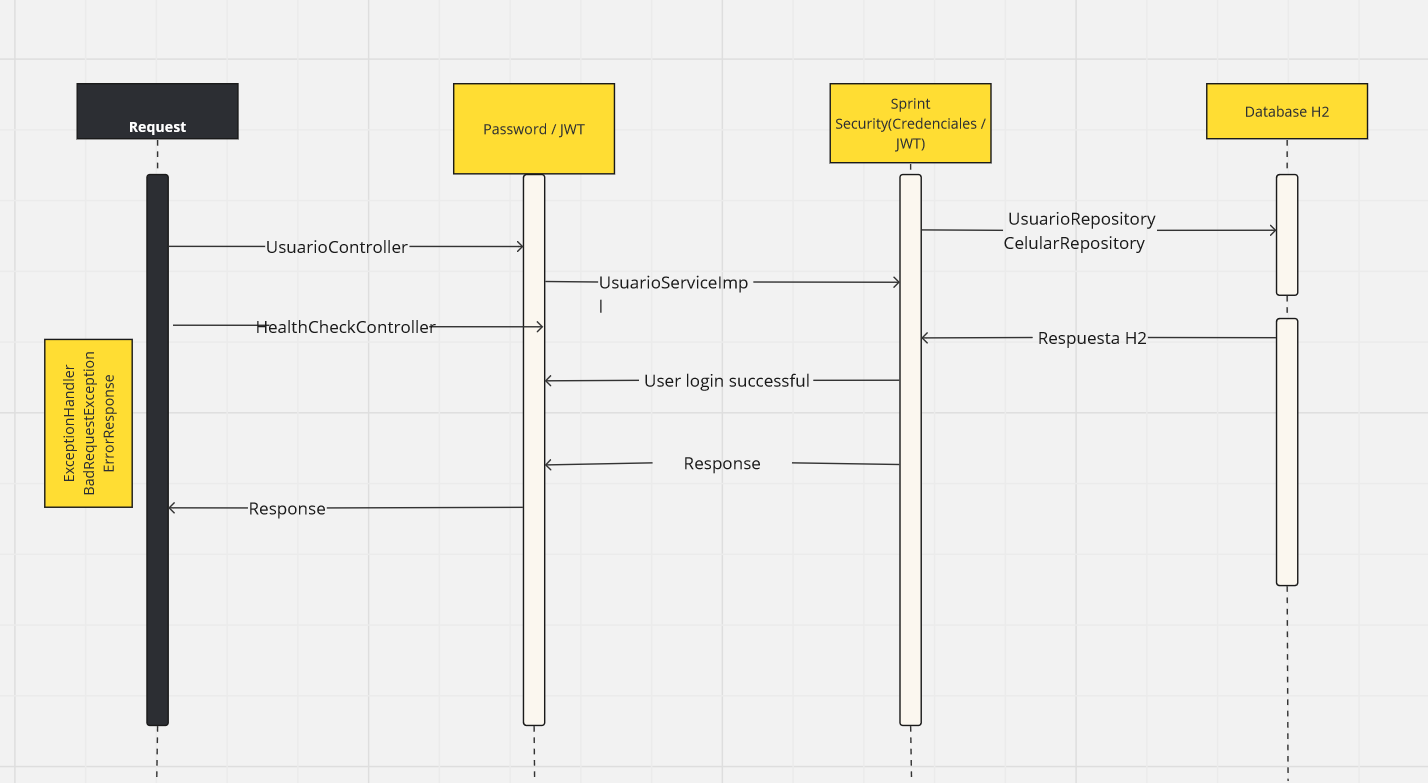 Request
Password / JWT
Sprint
Security(Credenciales /
JWT)
Database H2
UsuarioRepository
CelularRepository
UsuarioController
UsuarioServiceImp
l
HealthCheckController
Respuesta H2
ExceptionHandler
BadRequestException
ErrorResponse
User login successful
Response
Response